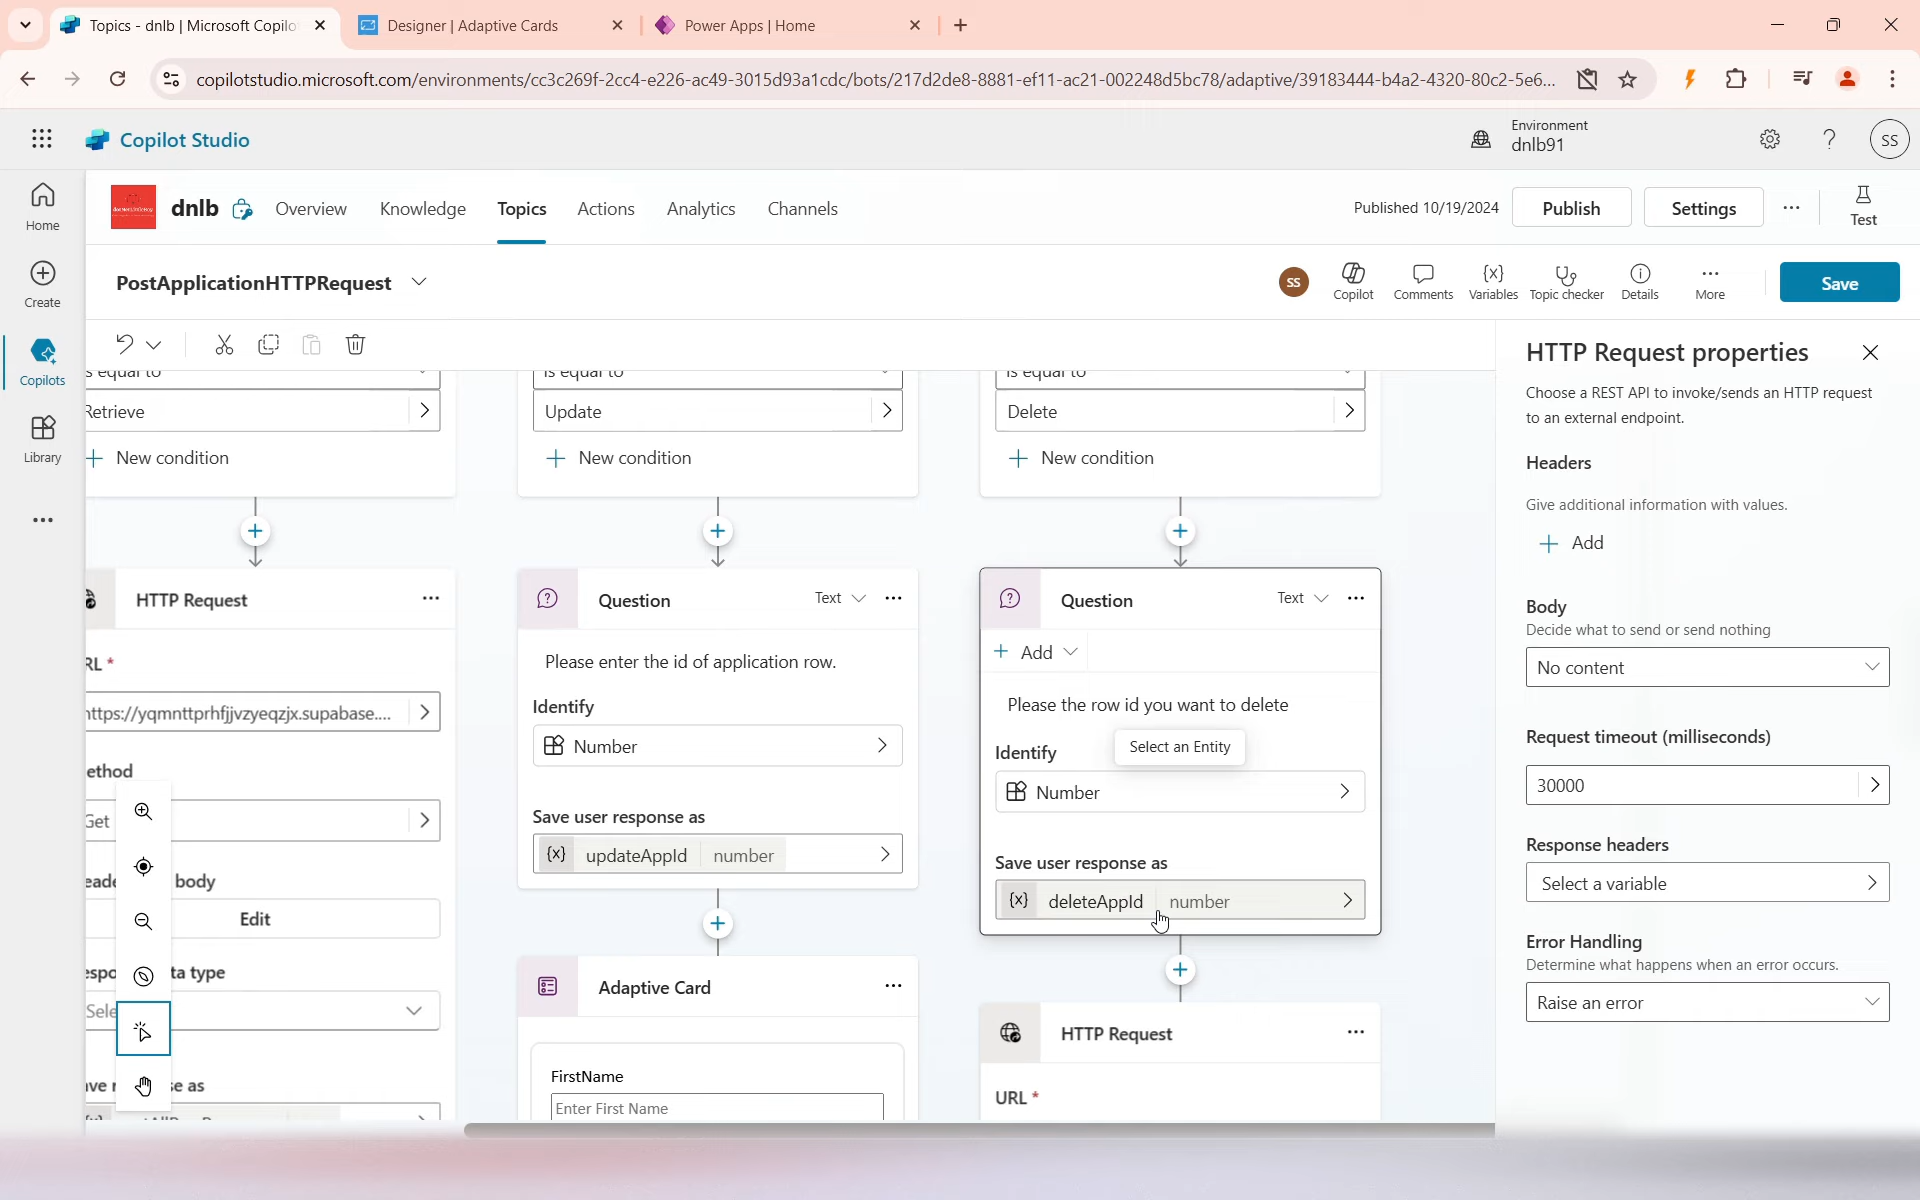 Topics - dnlb | Microsoft Copilo
Designer | Adaptive Cards
Power Apps | Home
copilotstudio.microsoft.com/environments/cc3c269f-2cc4-e226-ac49-3015d93a1cdc/bots/217d2de8-8881-ef11-ac21-002248d5bc78/adaptive/39183444-b4a2-4320-80c2-5e6...
Copilot Studio
Environment
dnlb91
SS
Home
Create
Copilots
Library
dnlb
Overview
Knowledge
Topics
Actions
Analytics
Channels
Published 10/19/2024
Publish
Settings
Test
PostApplicationHTTPRequest
SS
Copilot
Comments
Variables
Topic checker
Details
More
Save
s equal to
Retrieve
New condition
HTTP Request
RL *
https://yqmnttprhfjjvzyeqzjx.supabase....
ethod
Get
eade body
Edit
espo ta type
Sele
ave r se as
is equal to
Update
New condition
Question
Text
Please enter the id of application row.
Identify
Number
Save user response as
{x} updateAppId number
Adaptive Card
FirstName
Enter First Name
is equal to
Delete
New condition
Question
Text
Add
Please the row id you want to delete
Identify
Select an Entity
Number
Save user response as
{x} deleteAppId number
HTTP Request
URL *
HTTP Request properties
Choose a REST API to invoke/sends an HTTP request
to an external endpoint.
Headers
Give additional information with values.
Add
Body
Decide what to send or send nothing
No content
Request timeout (milliseconds)
30000
Response headers
Select a variable
Error Handling
Determine what happens when an error occurs.
Raise an error